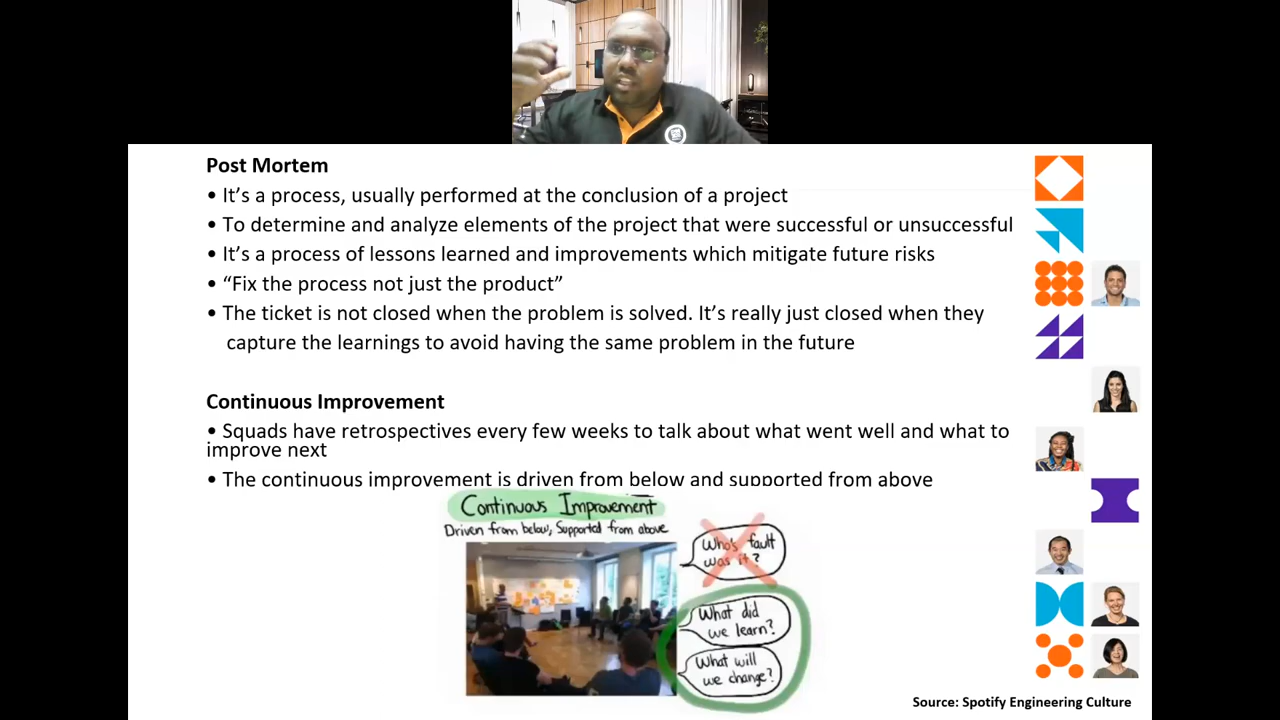 Post Mortem
• It’s a process, usually performed at the conclusion of a project
• To determine and analyze elements of the project that were successful or unsuccessful
• It’s a process of lessons learned and improvements which mitigate future risks
• “Fix the process not just the product”
• The ticket is not closed when the problem is solved. It’s really just closed when they
capture the learnings to avoid having the same problem in the future
Continuous Improvement
• Squads have retrospectives every few weeks to talk about what went well and what to
improve next
• The continuous improvement is driven from below and supported from above
Continuous Improvement
Driven from below, Supported from above
Who's fault
was it?
What did
we learn?
What will
we change?
Source: Spotify Engineering Culture